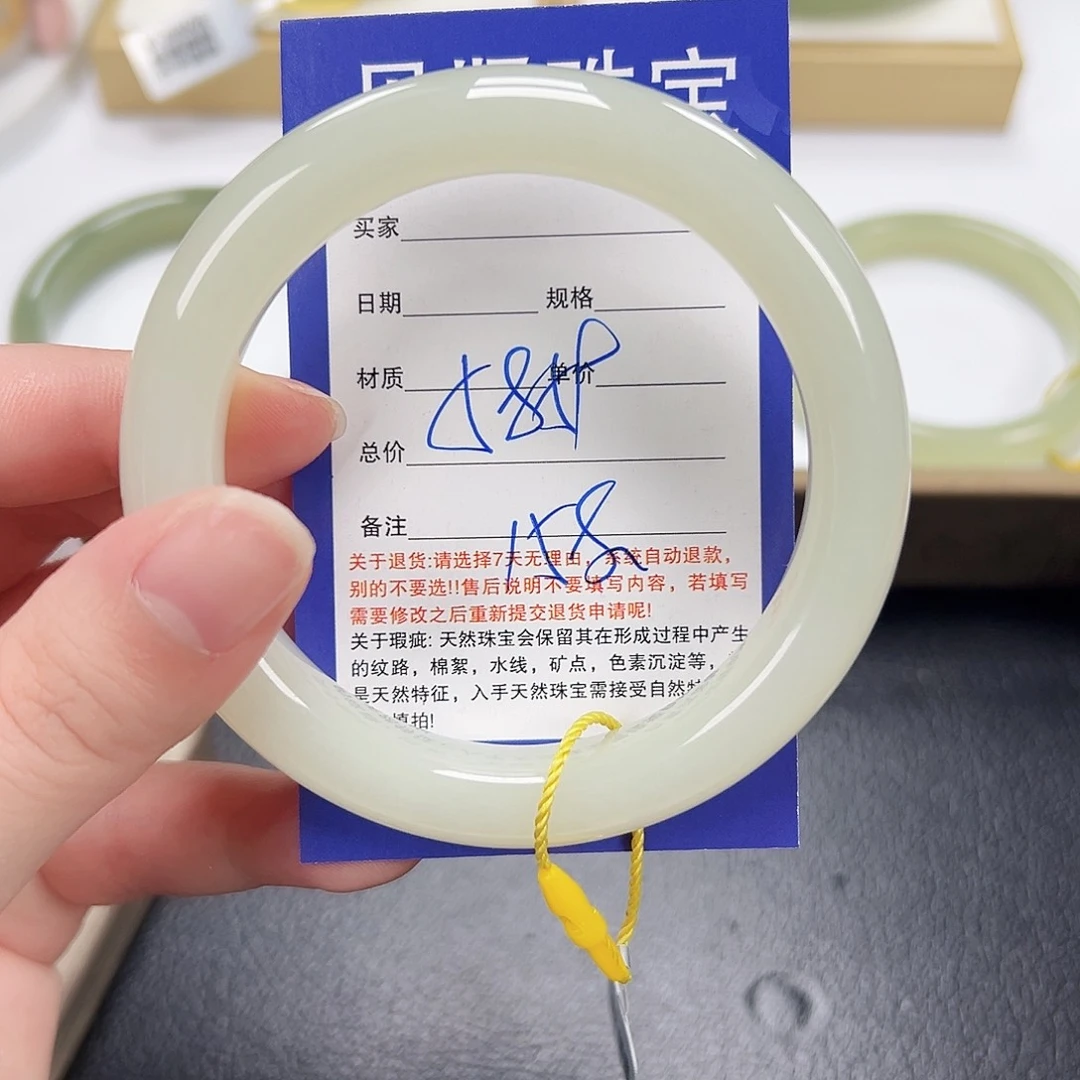 珠宝
买家
日期 规格
材质 单价
总价
备注
158
关于退货:请选择7天无理由，系统自动退款，
别的不要选!!售后说明不要填写内容，若填写
需要修改之后重新提交退货申请呢!
关于瑕疵: 天然珠宝会保留其在形成过程中产生
的纹路，棉絮，水线，矿点，色素沉淀等，
是天然特征，入手天然珠宝需接受自然特
慎拍!